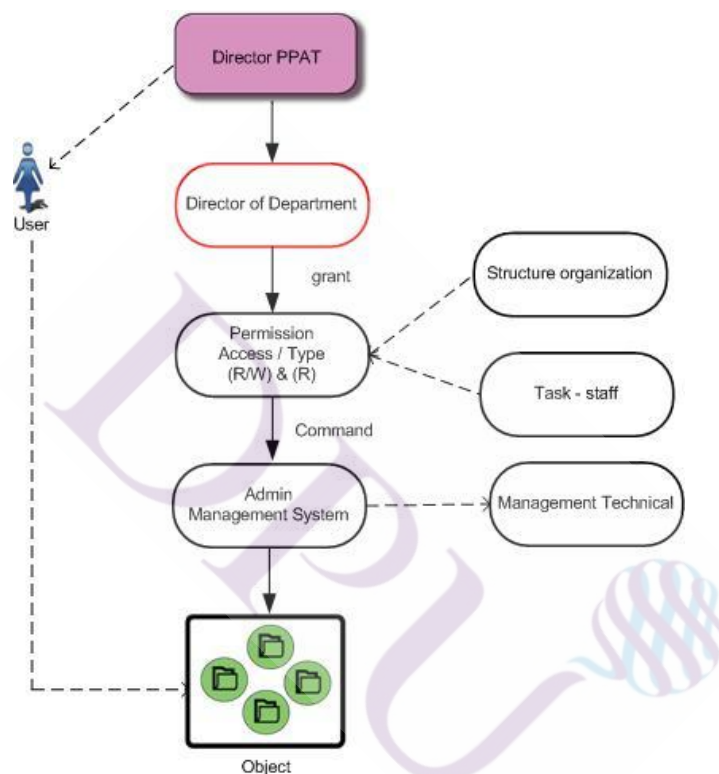 Director PPAT
User
Director of Department
grant
Structure organization
Permission
Access / Type
(R/W) & (R)
Task - staff
Command
Admin
Management System
Management Technical
Object
DPU